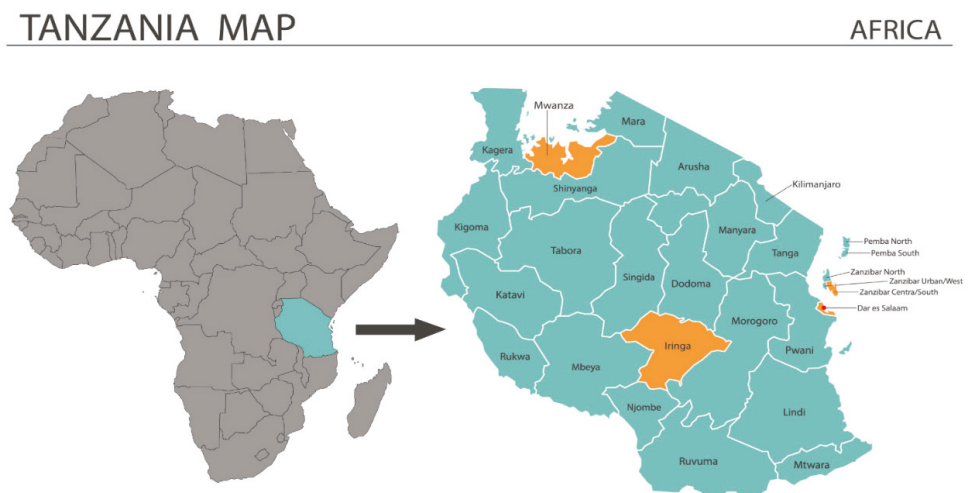 TANZANIA MAP
AFRICA
Mwanza
Mara
Kagera
Arusha
Shinyanga
Kilimanjaro
Kigoma
Manyara
Pemba North
Tabora
Tanga
Pemba South
Zanzibar North
Singida
Dodoma
Zanzibar Urban/West
Katavi
Zanzibar Centra/South
Dar es Salaam
Morogoro
Iringa
Pwani
Rukwa
Mbeya
Njombe
Lindi
Ruvuma
Mtwara